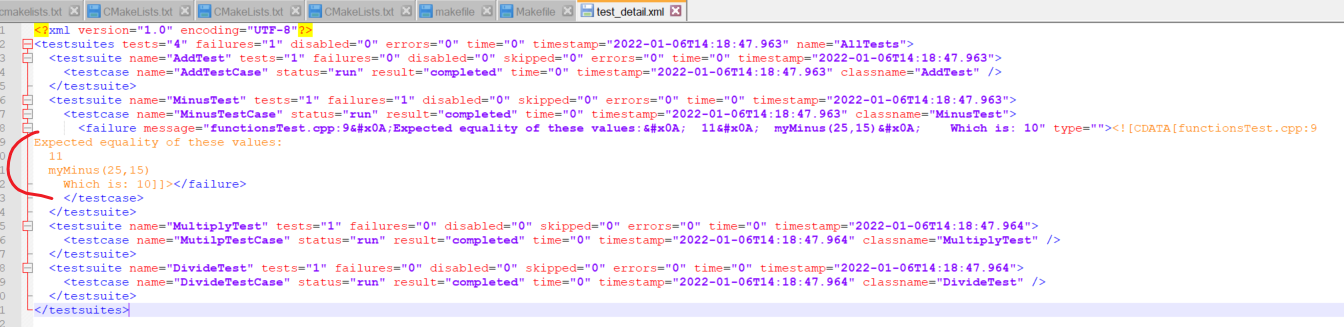 cmakelists.txt CMakeLists.txt CMakeLists.txt CMakeLists.txt makefile Makefile test_detail.xml
1 <?xml version="1.0" encoding="UTF-8"?>
2 <testsuites tests="4" failures="1" disabled="0" errors="0" time="0" timestamp="2022-01-06T14:18:47.963" name="AllTests">
3 <testsuite name="AddTest" tests="1" failures="0" disabled="0" skipped="0" errors="0" time="0" timestamp="2022-01-06T14:18:47.963">
4 <testcase name="AddTestCase" status="run" result="completed" time="0" timestamp="2022-01-06T14:18:47.963" classname="AddTest" />
5 </testsuite>
6 <testsuite name="MinusTest" tests="1" failures="1" disabled="0" skipped="0" errors="0" time="0" timestamp="2022-01-06T14:18:47.963">
7 <testcase name="MinusTestCase" status="run" result="completed" time="0" timestamp="2022-01-06T14:18:47.963" classname="MinusTest">
8 <failure message="functionsTest.cpp:9&#x0A;Expected equality of these values:&#x0A;  11&#x0A;  myMinus(25,15)&#x0A;    Which is: 10" type=""><![CDATA[functionsTest.cpp:9
9 Expected equality of these values:
0 11
1 myMinus(25,15)
2 Which is: 10]]></failure>
3 </testcase>
4 </testsuite>
5 <testsuite name="MultiplyTest" tests="1" failures="0" disabled="0" skipped="0" errors="0" time="0" timestamp="2022-01-06T14:18:47.964">
6 <testcase name="MutilpTestCase" status="run" result="completed" time="0" timestamp="2022-01-06T14:18:47.964" classname="MultiplyTest" />
7 </testsuite>
8 <testsuite name="DivideTest" tests="1" failures="0" disabled="0" skipped="0" errors="0" time="0" timestamp="2022-01-06T14:18:47.964">
9 <testcase name="DivideTestCase" status="run" result="completed" time="0" timestamp="2022-01-06T14:18:47.964" classname="DivideTest" />
0 </testsuite>
1 </testsuites>
2